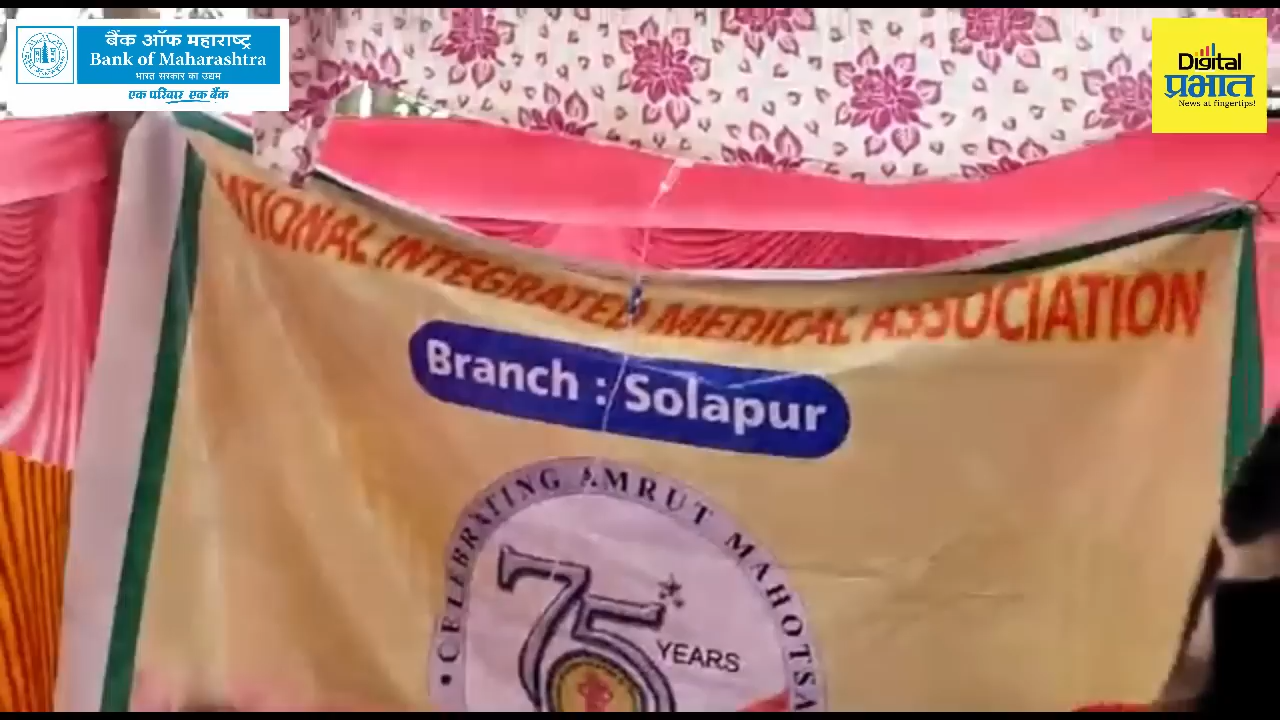 बैंक ऑफ महाराष्ट्र
Bank of Maharashtra
भारत सरकार का उद्यम
एक परिवार एक बैंक
Digital
प्रभात
News at fingertips!
NATIONAL INTEGRATED MEDICAL ASSOCIATION
Branch : Solapur
• CELEBRATING AMRUT MAHOTSA
75
YEARS